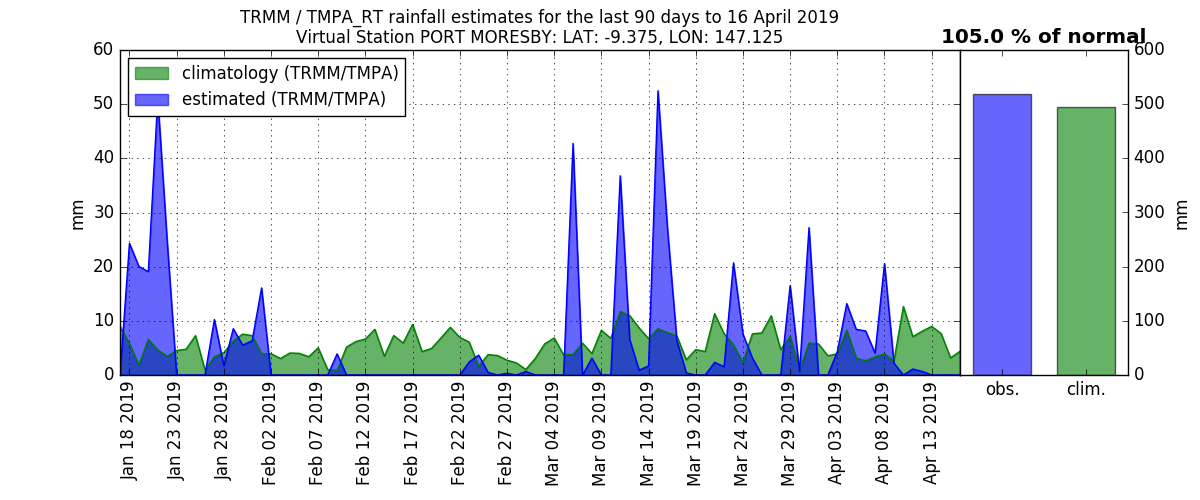 TRMM / TMPA_RT rainfall estimates for the last 90 days to 16 April 2019
Virtual Station PORT MORESBY: LAT: -9.375, LON: 147.125
105.0 % of normal
climatology (TRMM/TMPA)
estimated (TRMM/TMPA)
60
50
40
30
20
10
0
mm
Jan 18 2019
Jan 23 2019
Jan 28 2019
Feb 02 2019
Feb 07 2019
Feb 12 2019
Feb 17 2019
Feb 22 2019
Feb 27 2019
Mar 04 2019
Mar 09 2019
Mar 14 2019
Mar 19 2019
Mar 24 2019
Mar 29 2019
Apr 03 2019
Apr 08 2019
Apr 13 2019
obs.
clim.
600
500
400
300
200
100
0
mm